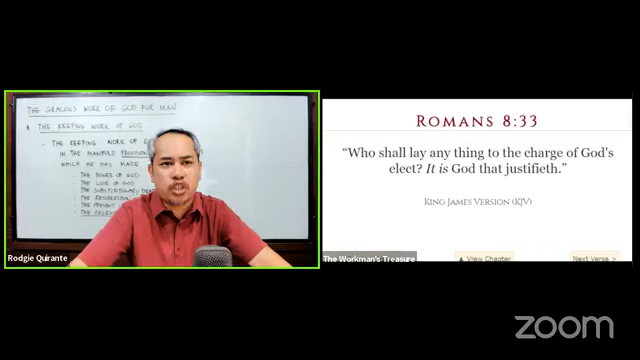 THE GRACIOUS WORK OF GOD FOR MAN
THE KEEPING WORK OF GOD
- THE KEEPING WORK OF
IN THE MANIFOLD PROVISION
WHICH HE HAS MADE
- THE POWER OF GOD
- THE LOVE OF GOD
- THE SUBSTITUTIONARY DEA
- THE RESURRECTION
- THE PRESENT
Rodgie Quirante
ROMANS 8:33
“Who shall lay any thing to the charge of God's
elect? It is God that justifieth.”
KING JAMES VERSION (KJV)
The Workman's Treasure
▲ View Chapter
Next Verse >
zoom